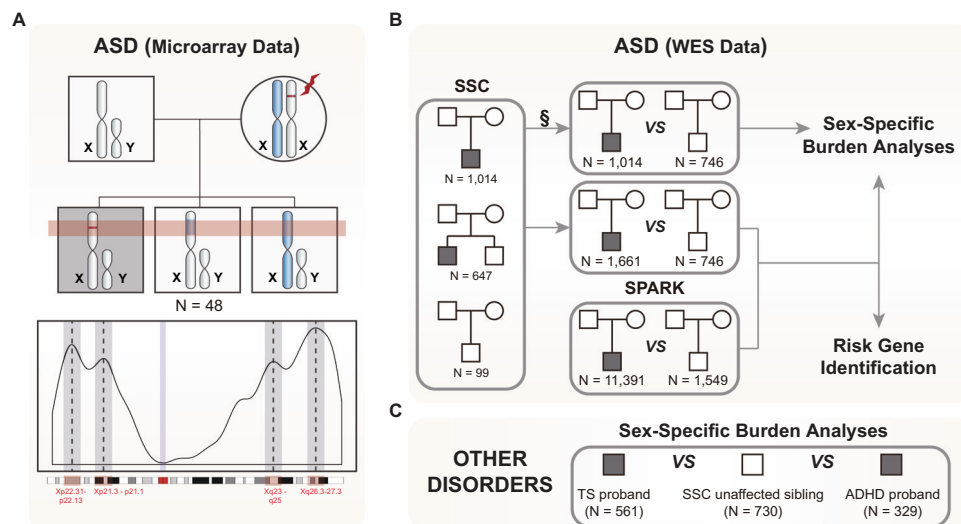 A
ASD (Microarray Data)
X Y
X X
X Y
X Y
X Y
N = 48
Xp22.31-
p22.13
Xp21.3 - p21.1
Xq23 -
q25
Xq26.3-27.3
B
ASD (WES Data)
SSC
N = 1,014
N = 647
N = 99
§
VS
N = 1,014
N = 746
VS
N = 1,661
N = 746
SPARK
VS
N = 11,391
N = 1,549
Sex-Specific
Burden Analyses
Risk Gene
Identification
C
OTHER
DISORDERS
Sex-Specific Burden Analyses
VS
VS
TS proband
(N = 561)
SSC unaffected sibling
(N = 730)
ADHD proband
(N = 329)